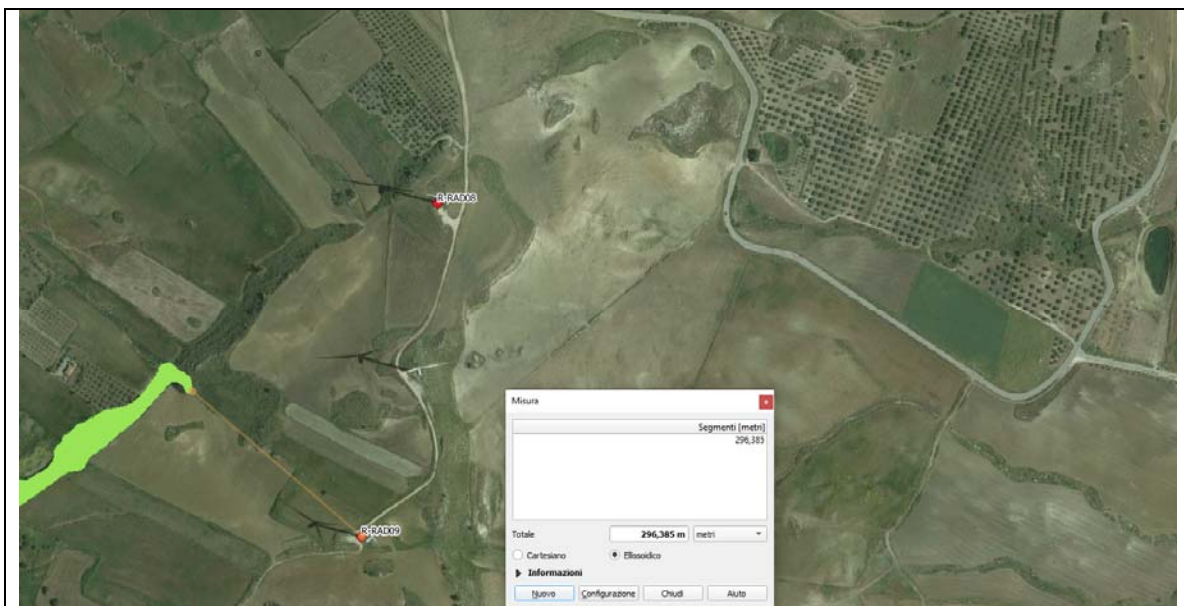 R-RAD08
R-RAD09
Misura
Segmenti [metri]
296,385
Totale
296,385 m
metri
Cartesiano
Ellissoidico
Informazioni
Nuovo
Configurazione
Chiudi
Aiuto